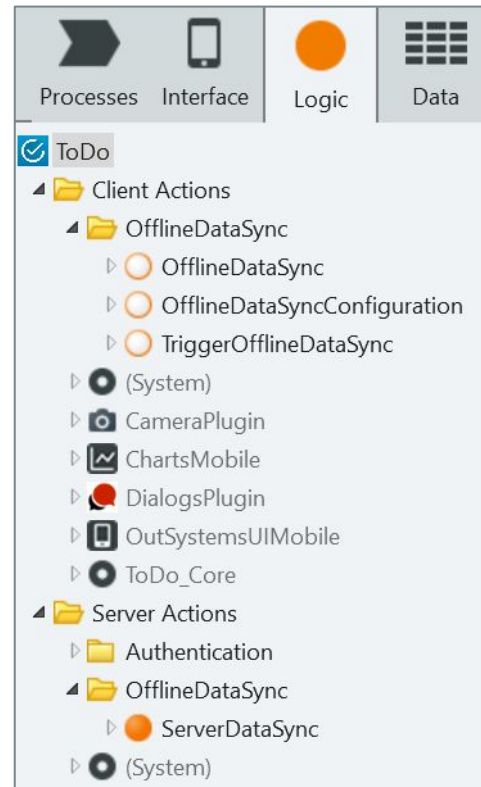 Processes Interface Logic Data
ToDo
Client Actions
OfflineDataSync
OfflineDataSync
OfflineDataSyncConfiguration
TriggerOfflineDataSync
(System)
CameraPlugin
ChartsMobile
DialogsPlugin
OutSystemsUIMobile
ToDo_Core
Server Actions
Authentication
OfflineDataSync
ServerDataSync
(System)